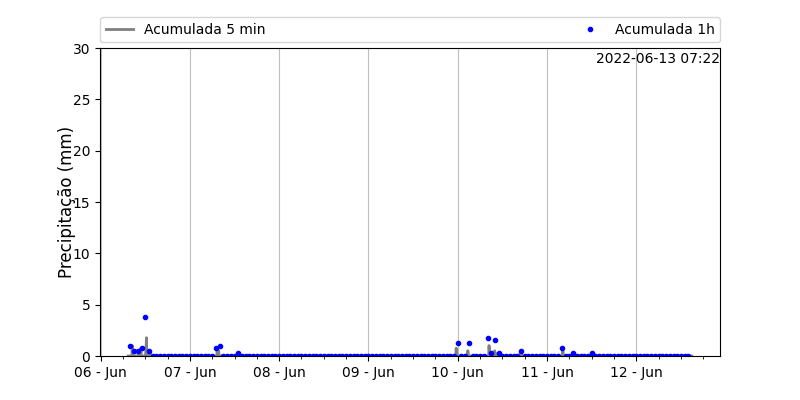 Acumulada 5 min
Acumulada 1h
2022-06-13 07:22
Precipitação (mm)
30
25
20
15
10
5
0
06 - Jun
07 - Jun
08 - Jun
09 - Jun
10 - Jun
11 - Jun
12 - Jun